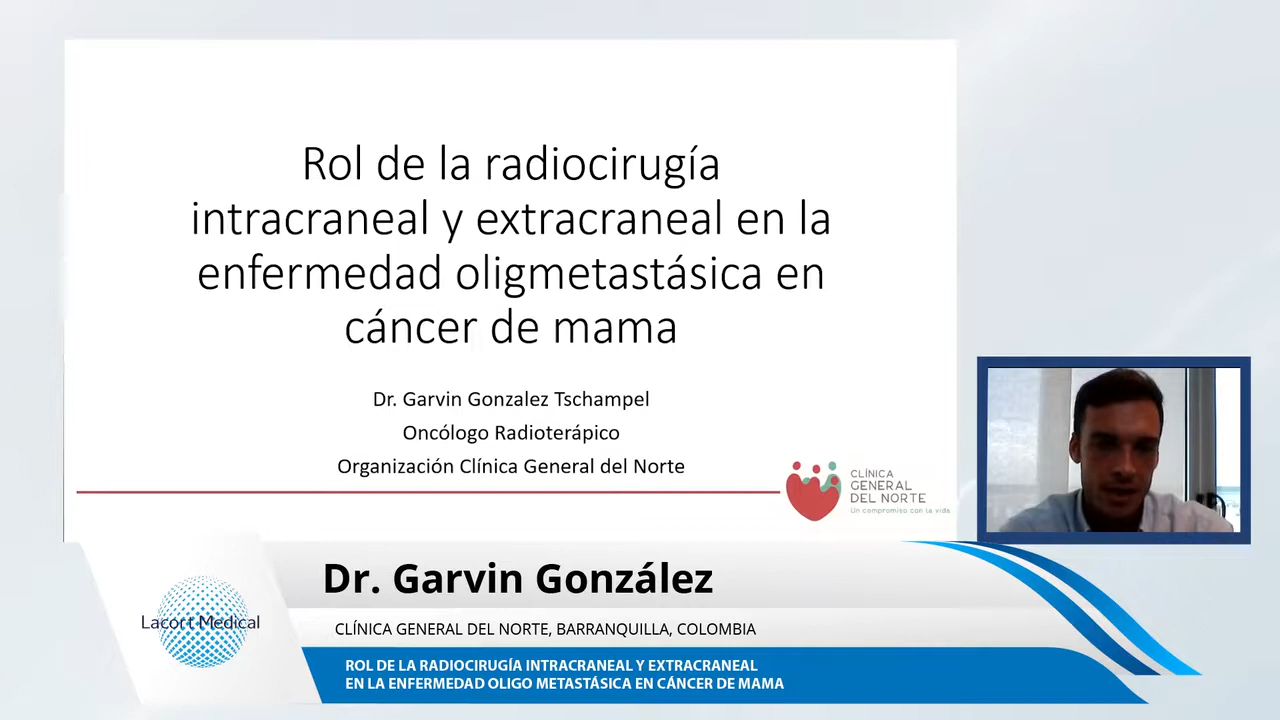 Rol de la radiocirugía
intracraneal y extracraneal en la
enfermedad oligmetastásica en
cáncer de mama
Dr. Garvin Gonzalez Tschampel
Oncólogo Radioterápico
Organización Clínica General del Norte
CLÍNICA
GENERAL
DEL NORTE
Un compromiso con la vida
Dr. Garvin González
Lacort Medical
CLÍNICA GENERAL DEL NORTE, BARRANQUILLA, COLOMBIA
ROL DE LA RADIOCIRUGÍA INTRACRANEAL Y EXTRACRANEAL
EN LA ENFERMEDAD OLIGO METASTÁSICA EN CÁNCER DE MAMA